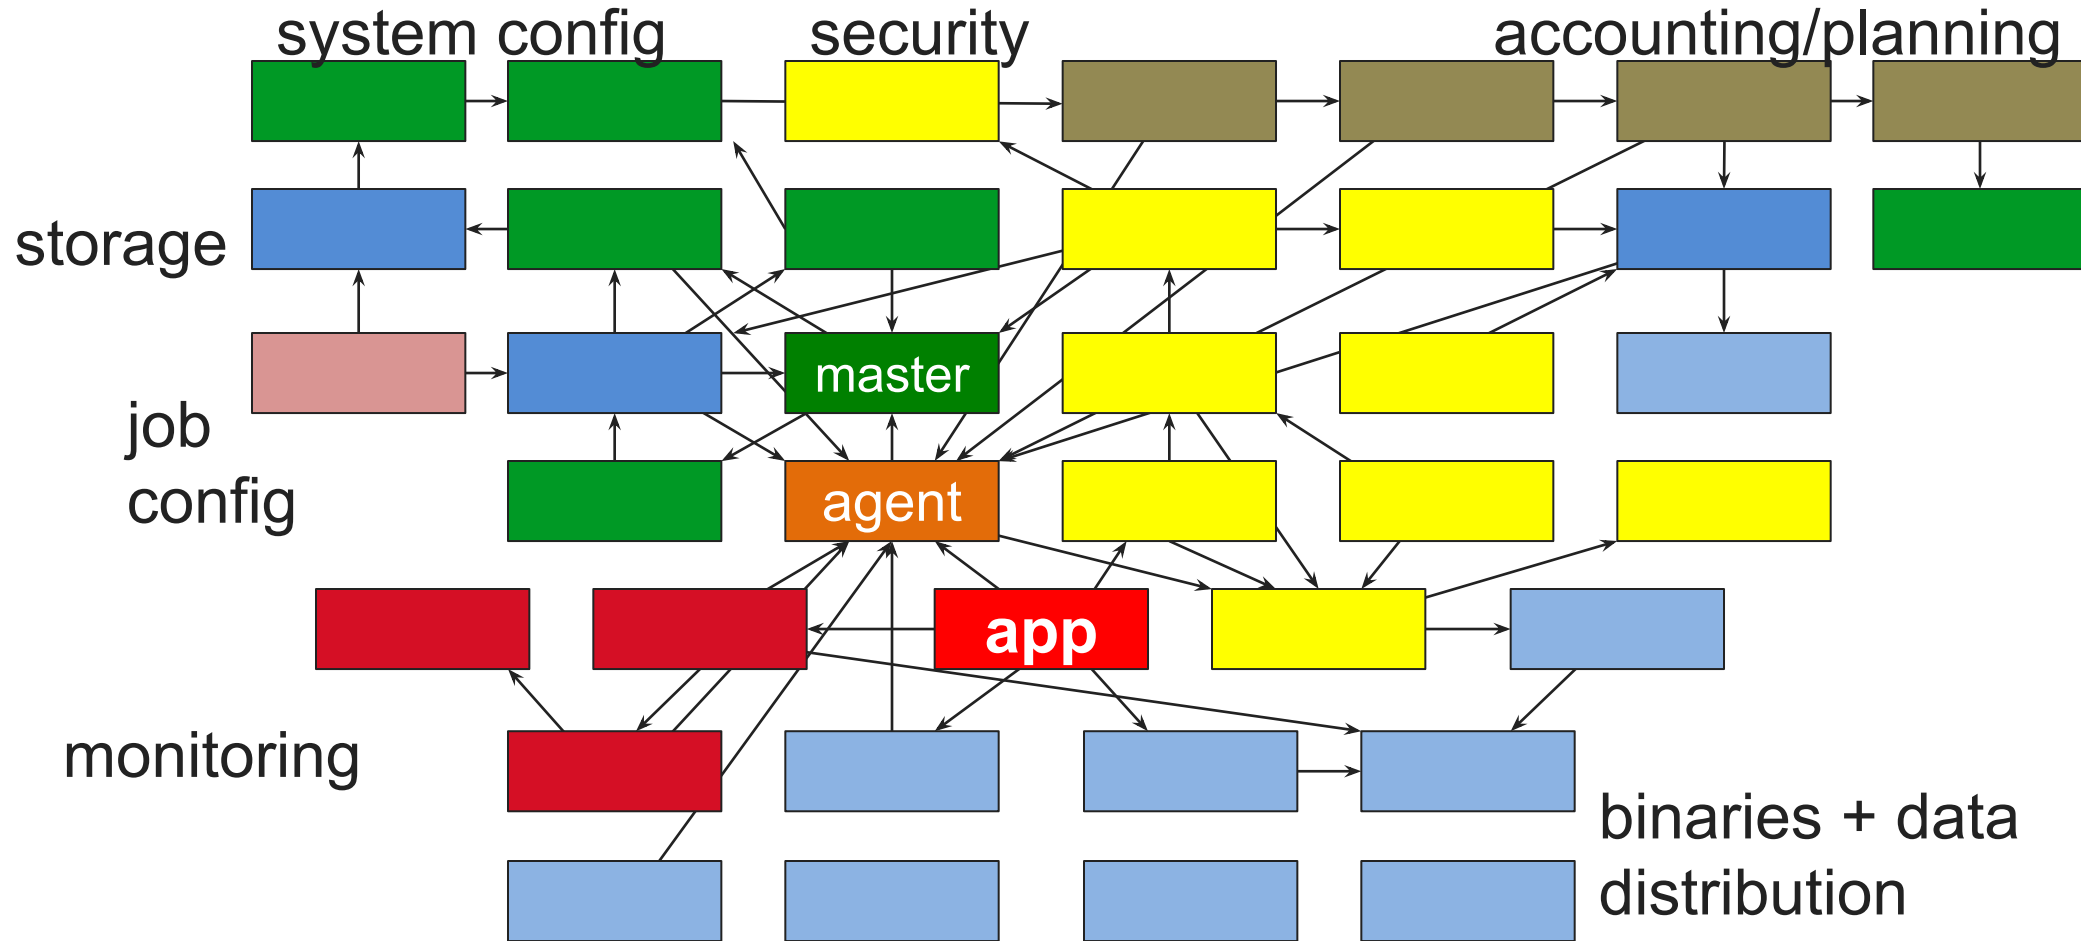 system config
security
accounting/planning
storage
master
job
config
agent
app
monitoring
binaries + data
distribution